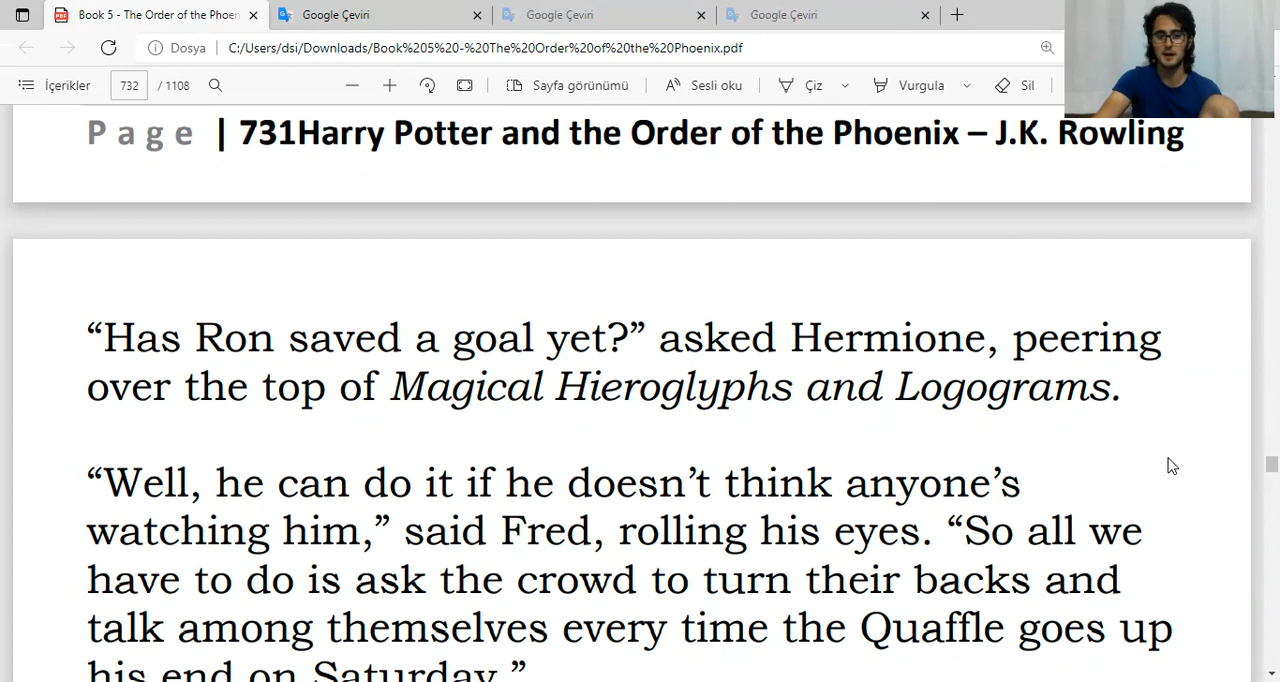 Book 5 - The Order of the Phoen
Google Çeviri
Google Çeviri
Google Çeviri
Dosya
C:/Users/dsi/Downloads/Book%205%20-%20The%20Order%20of%20the%20Phoenix.pdf
İçerikler
732
/ 1108
Sayfa görünümü
Sesli oku
Çiz
Vurgula
Sil
Page | 731Harry Potter and the Order of the Phoenix – J.K. Rowling
“Has Ron saved a goal yet?” asked Hermione, peering
over the top of Magical Hieroglyphs and Logograms.
“Well, he can do it if he doesn’t think anyone’s
watching him,” said Fred, rolling his eyes. “So all we
have to do is ask the crowd to turn their backs and
talk among themselves every time the Quaffle goes up
his end on Saturday.”